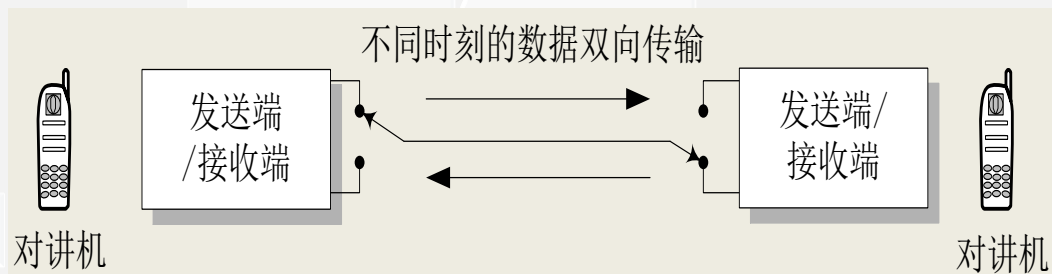 不同时刻的数据双向传输
发送端
/接收端
发送端/
接收端
对讲机
对讲机